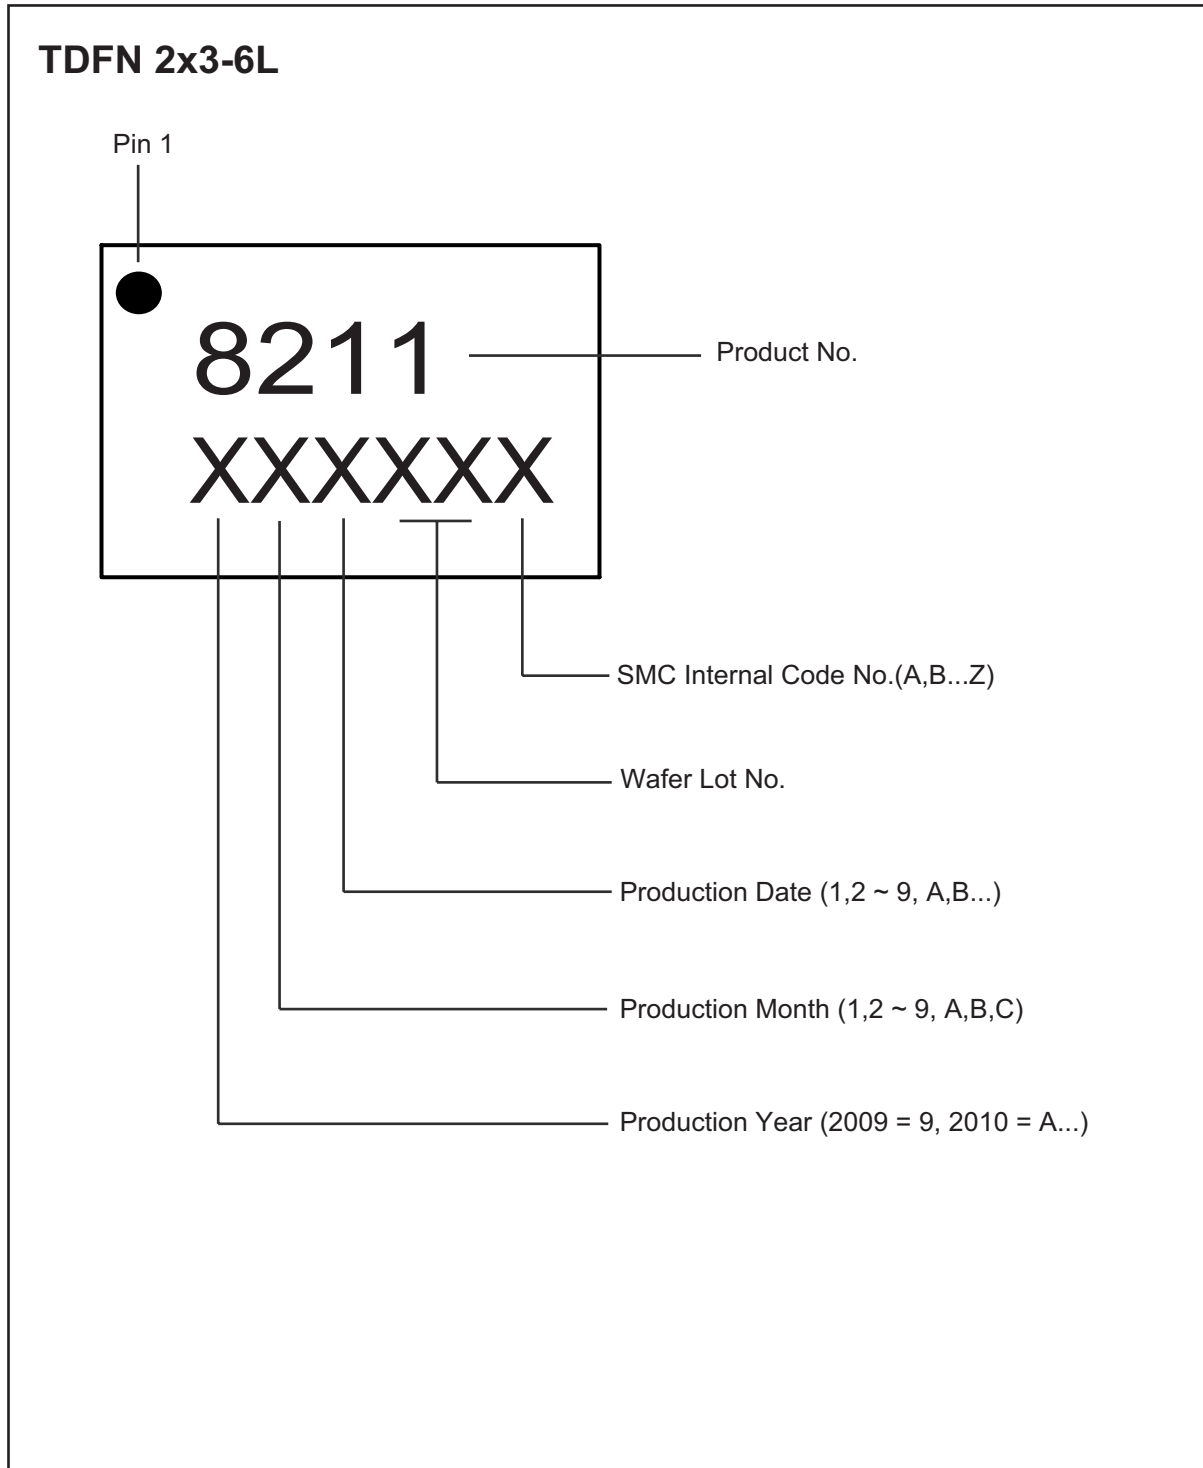 TDFN 2x3-6L
Pin 1
8211
Product No.
XXXXXX
SMC Internal Code No.(A,B...Z)
Wafer Lot No.
Production Date (1,2 ~ 9, A,B...)
Production Month (1,2 ~ 9, A,B,C)
Production Year (2009 = 9, 2010 = A...)